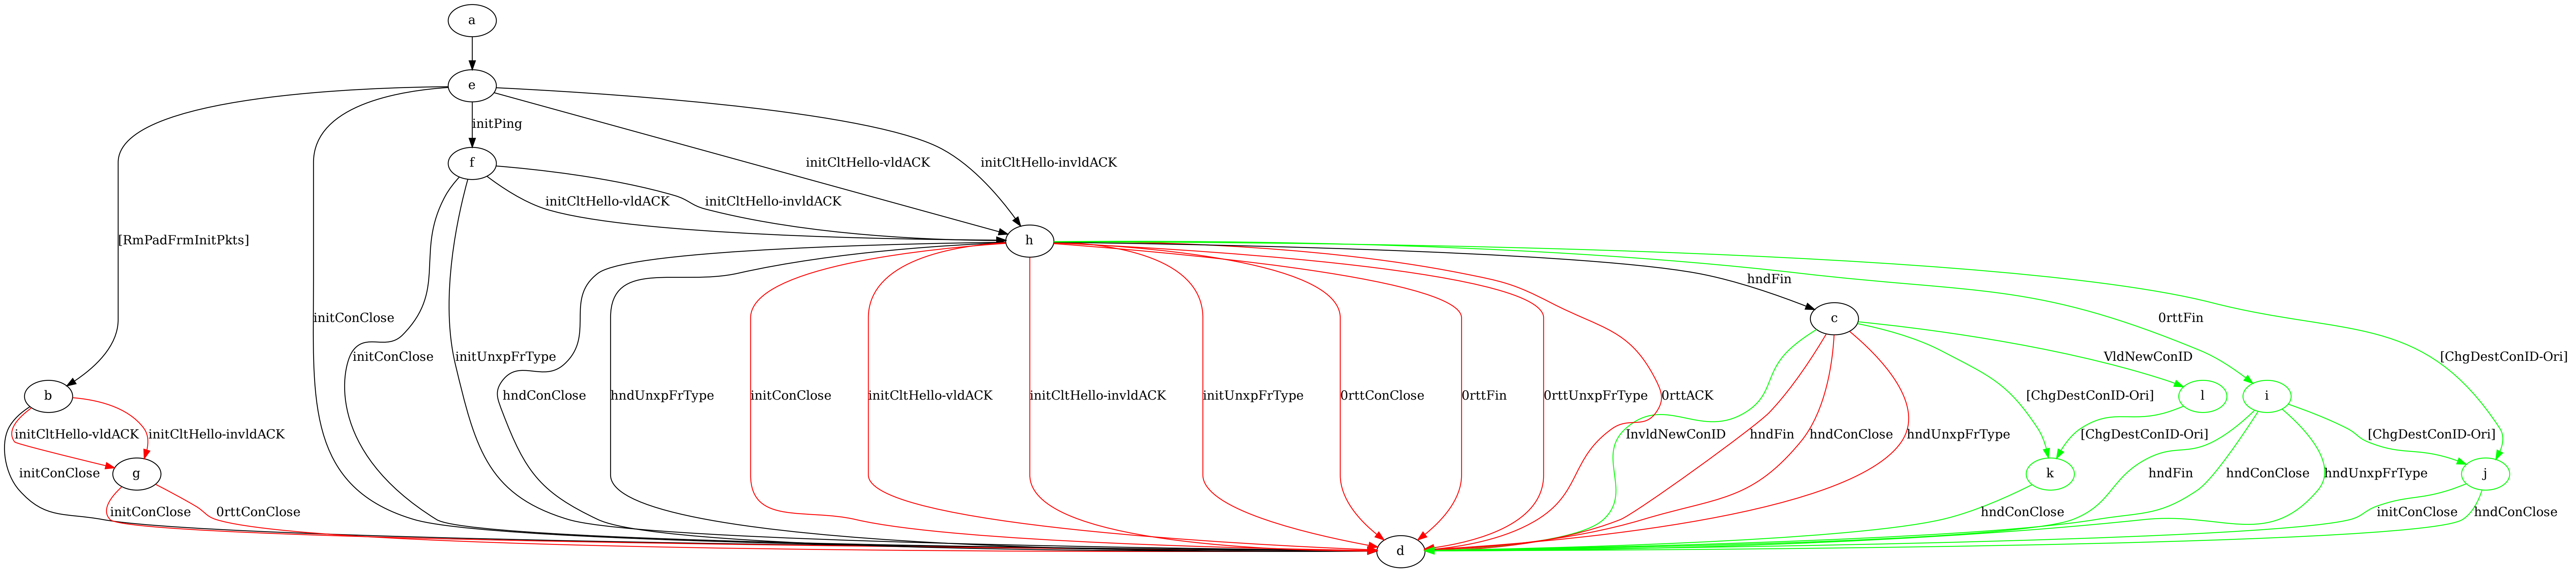 a
e
initPing
f
initCltHello-vldACK
initCltHello-invldACK
initCltHello-vldACK
initCltHello-invldACK
[RmPadFrmInitPkts]
h
hndFin
initConClose
c
0rttFin
initConClose
initUnxpFrType
VldNewConID
[ChgDestConID-Ori]
b
hndConClose
hndUnxpFrType
initConClose
initCltHello-vldACK
initCltHello-invldACK
initUnxpFrType
0rttConClose
0rttFin
0rttUnxpFrType
0rttACK
[ChgDestConID-Ori]
l
i
initCltHello-vldACK
initCltHello-invldACK
InvldNewConID
hndFin
hndConClose
hndUnxpFrType
[ChgDestConID-Ori]
[ChgDestConID-Ori]
initConClose
g
k
hndFin
hndConClose
hndUnxpFrType
j
initConClose
0rttConClose
hndConClose
initConClose
hndConClose
d